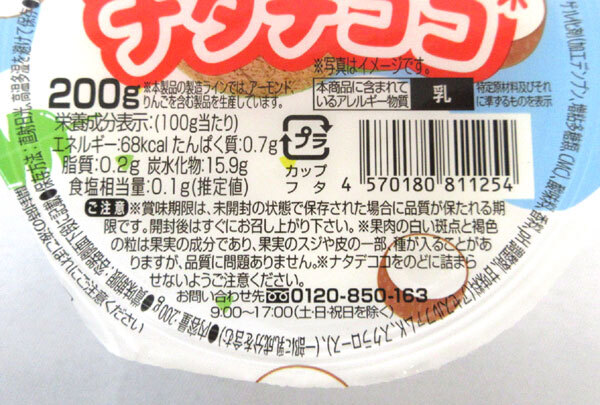 ナタデココ
※写真はイメージです。
200g
※本製品の製造ラインでは、アーモンド、
りんごを含む製品を生産しています。
本商品に含まれて
いるアレルギー物質
乳
特定原材料及びそれ
に準ずるものを表示
栄養成分表示:(100g当たり)
エネルギー:68kcal たんぱく質:0.7g
脂質:0.2g 炭水化物:15.9g
食塩相当量:0.1g(推定値)
プラ
カップ
フタ
4 570180 811254
ご注意 ※賞味期限は、未開封の状態で保存された場合に品質が保たれる期
限です。開封後はすぐにお召し上がり下さい。※果肉の白い斑点と褐色
の粒は果実の成分であり、果実のスジや皮の一部、種が入ることがあ
りますが、品質に問題ありません。※ナタデココをのどに詰まら
せないようご注意ください。
お問い合わせ先 0120-850-163
9:00~17:00(土・日・祝日を除く)
●内容量:200g